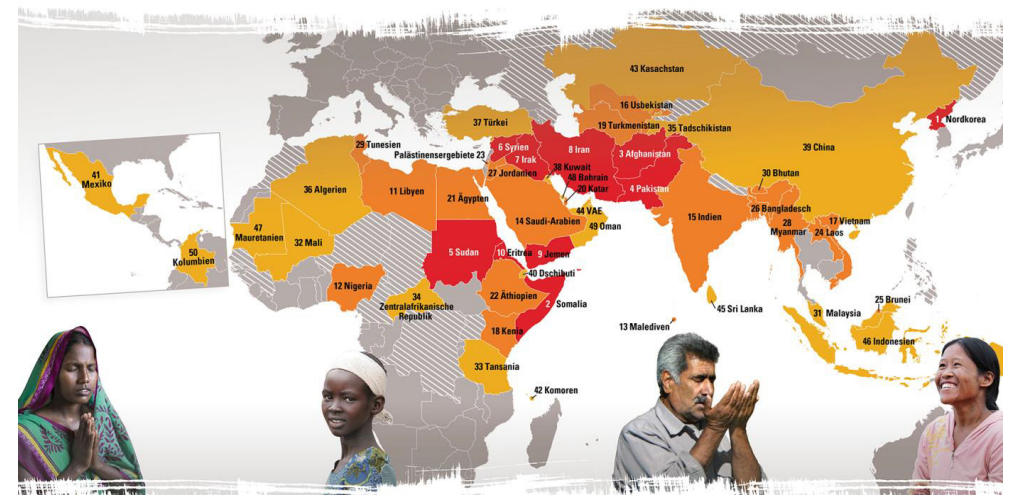 43 Kasachstan
16 Usbekistan
1 Nordkorea
37 Türkei
19 Turkmenistan
35 Tadschikistan
29 Tunesien
6 Syrien
8 Iran
3 Afghanistan
39 China
Palästinensergebiete 23
7 Irak
38 Kuwait
41
Mexiko
27 Jordanien
48 Bahrain
30 Bhutan
36 Algerien
11 Libyen
21 Ägypten
20 Katar
4 Pakistan
44 VAE
26 Bangladesch
14 Saudi-Arabien
15 Indien
17 Vietnam
49 Oman
28
Myanmar
24 Laos
47
Mauretanien
32 Mali
5 Sudan
10 Eritrea
9 Jemen
50
Kolumbien
40 Dschibuti
12 Nigeria
34
Zentralafrikanische
Republik
22 Äthiopien
2 Somalia
45 Sri Lanka
25 Brunei
31 Malaysia
18 Kenia
13 Malediven
46 Indonesien
33 Tansania
42 Komoren